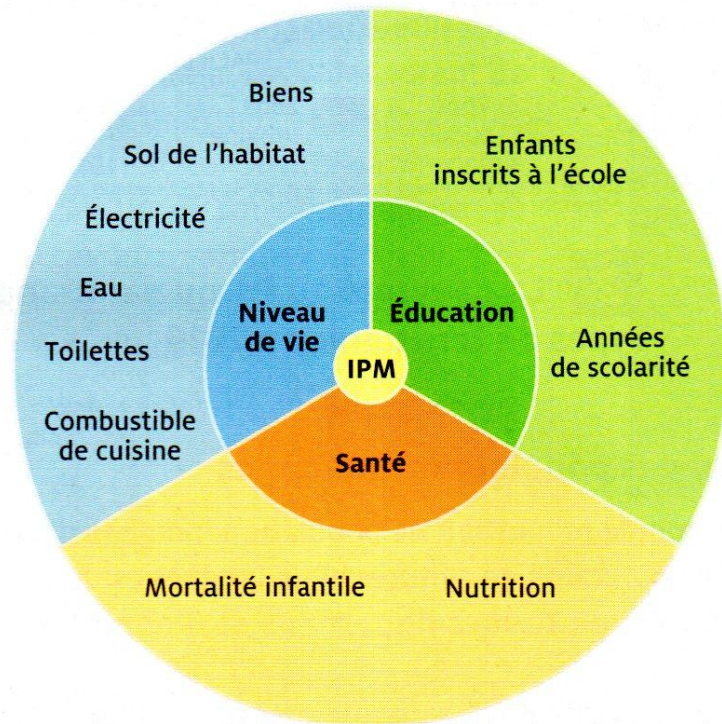 Biens
Sol de l'habitat
Électricité
Eau
Toilettes
Combustible
de cuisine
Niveau
de vie
Éducation
IPM
Santé
Enfants
inscrits à l'école
Années
de scolarité
Mortalité infantile
Nutrition